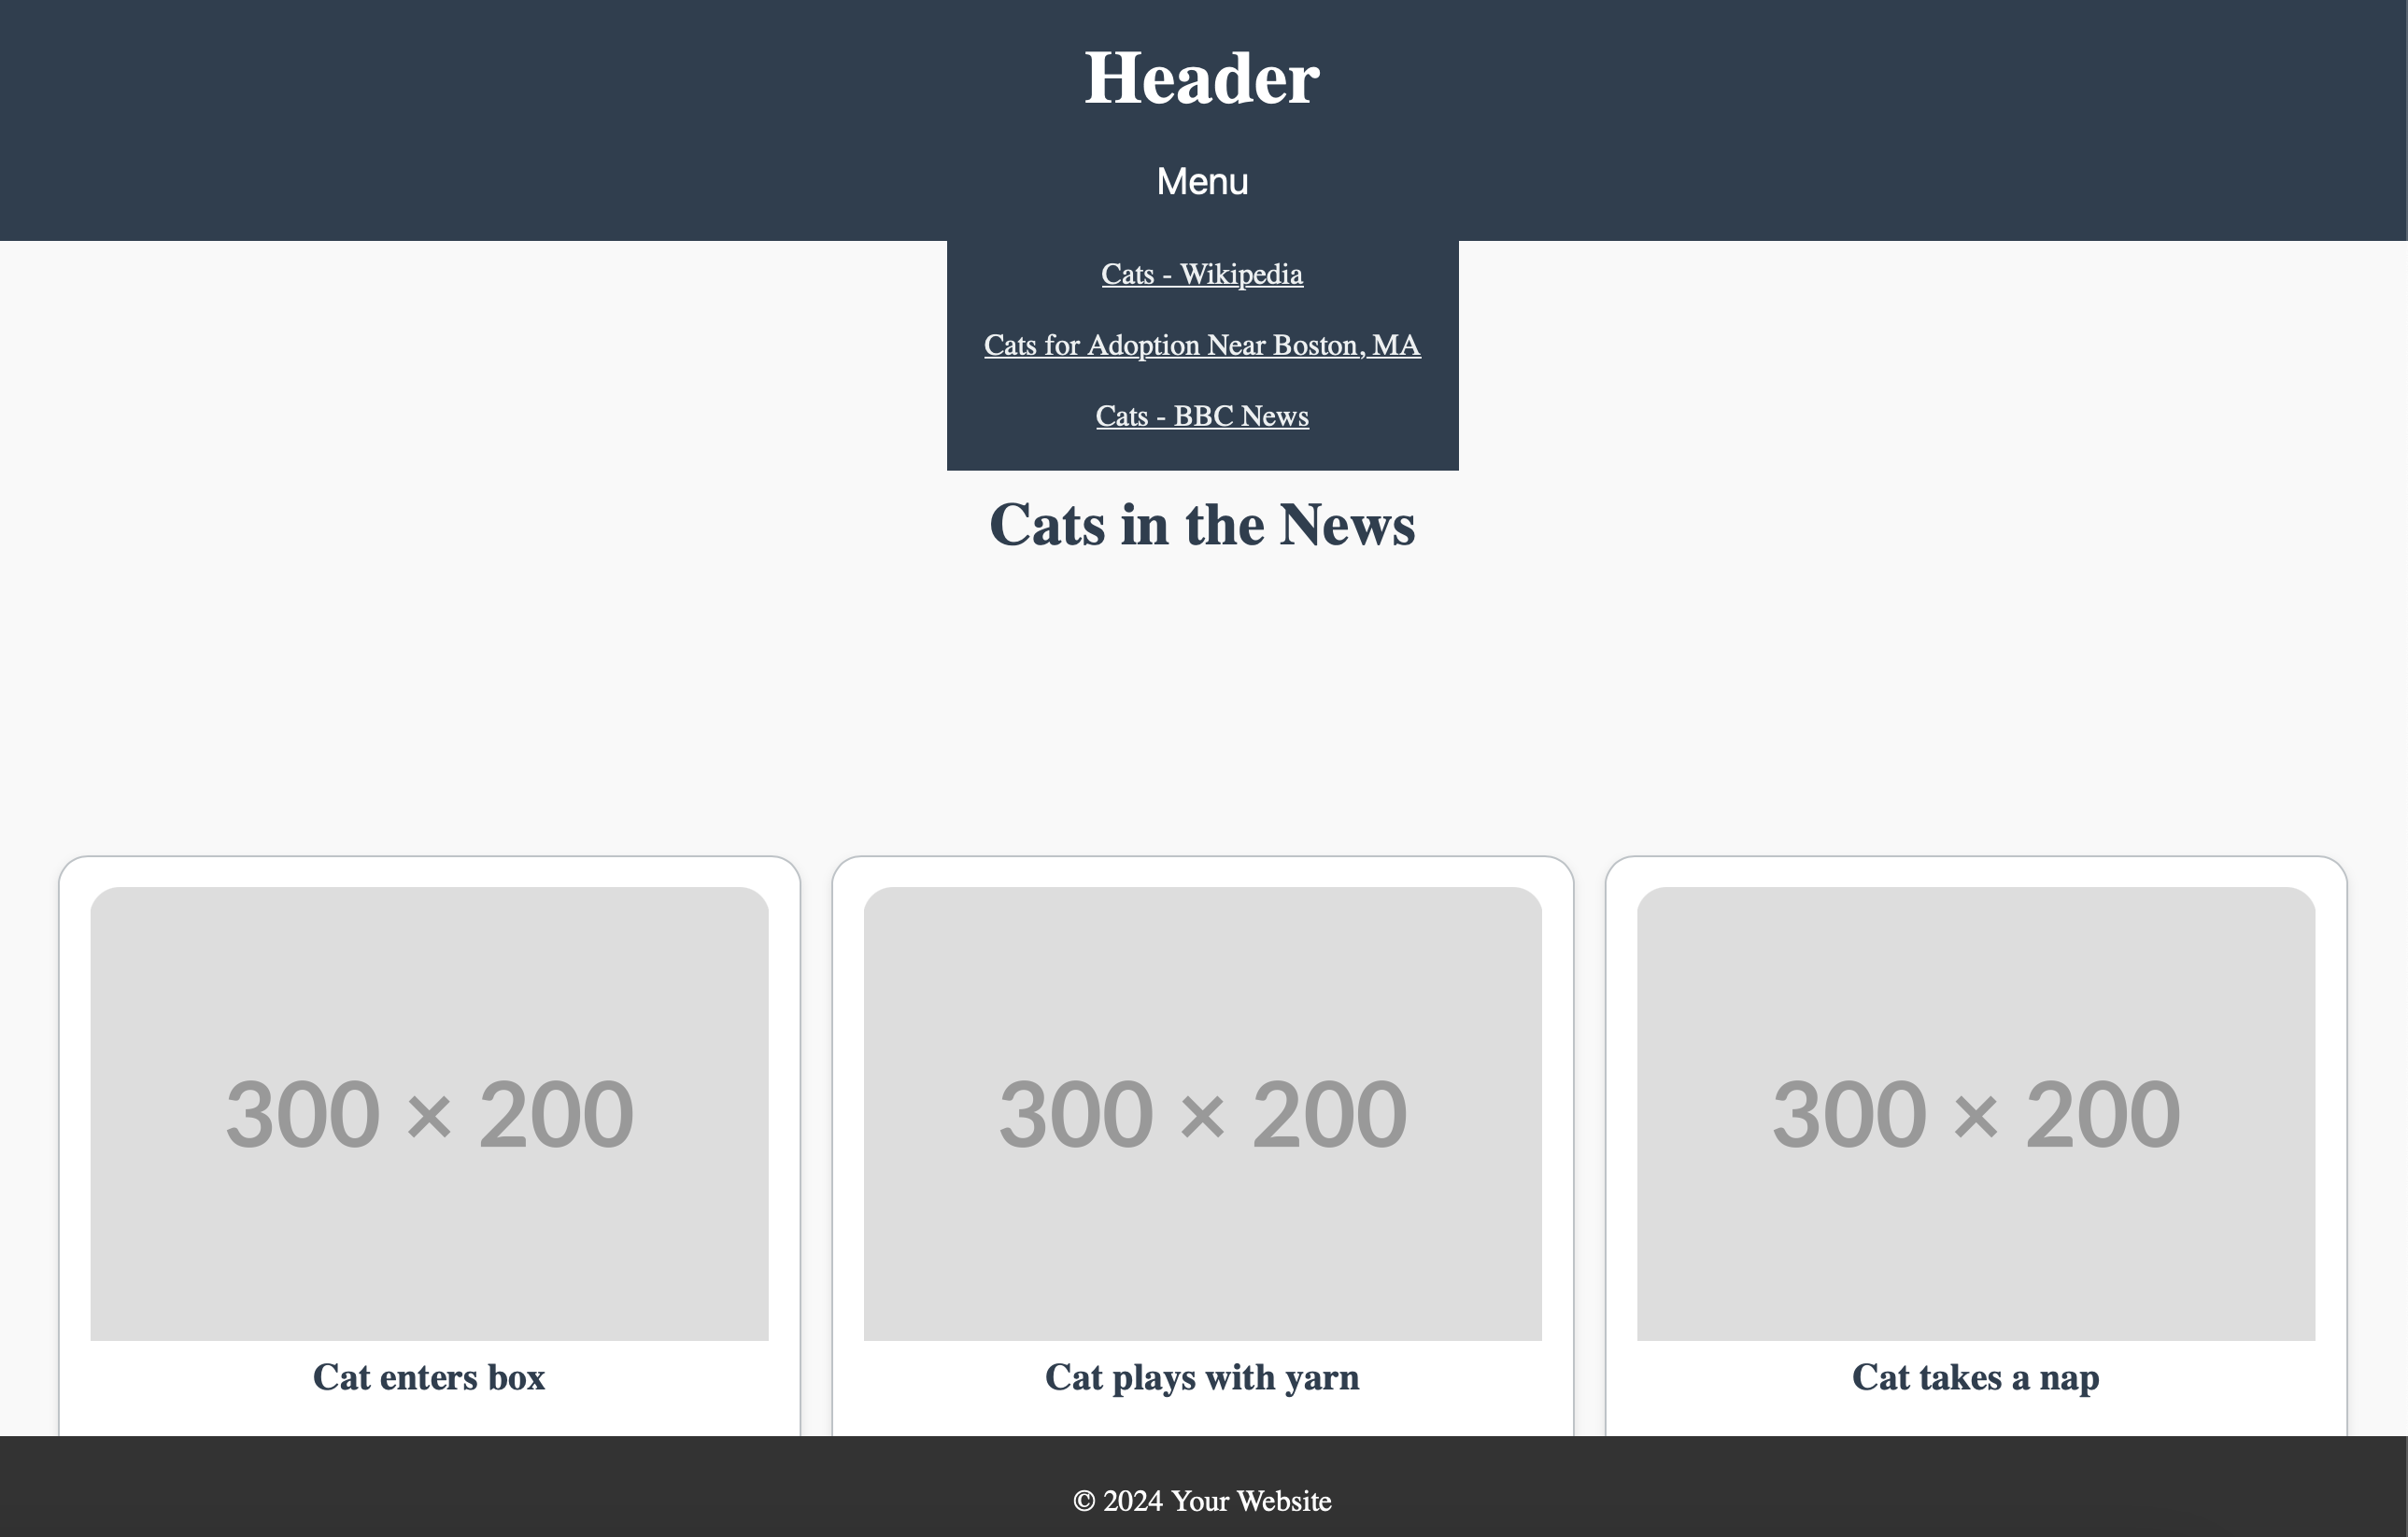 Header
Menu
Cats - Wikipedia
Cats for Adoption Near Boston, MA
Cats - BBC News
Cats in the News
300 × 200
300 × 200
300 × 200
Cat enters box
Cat plays with yarn
Cat takes a nap
© 2024 Your Website